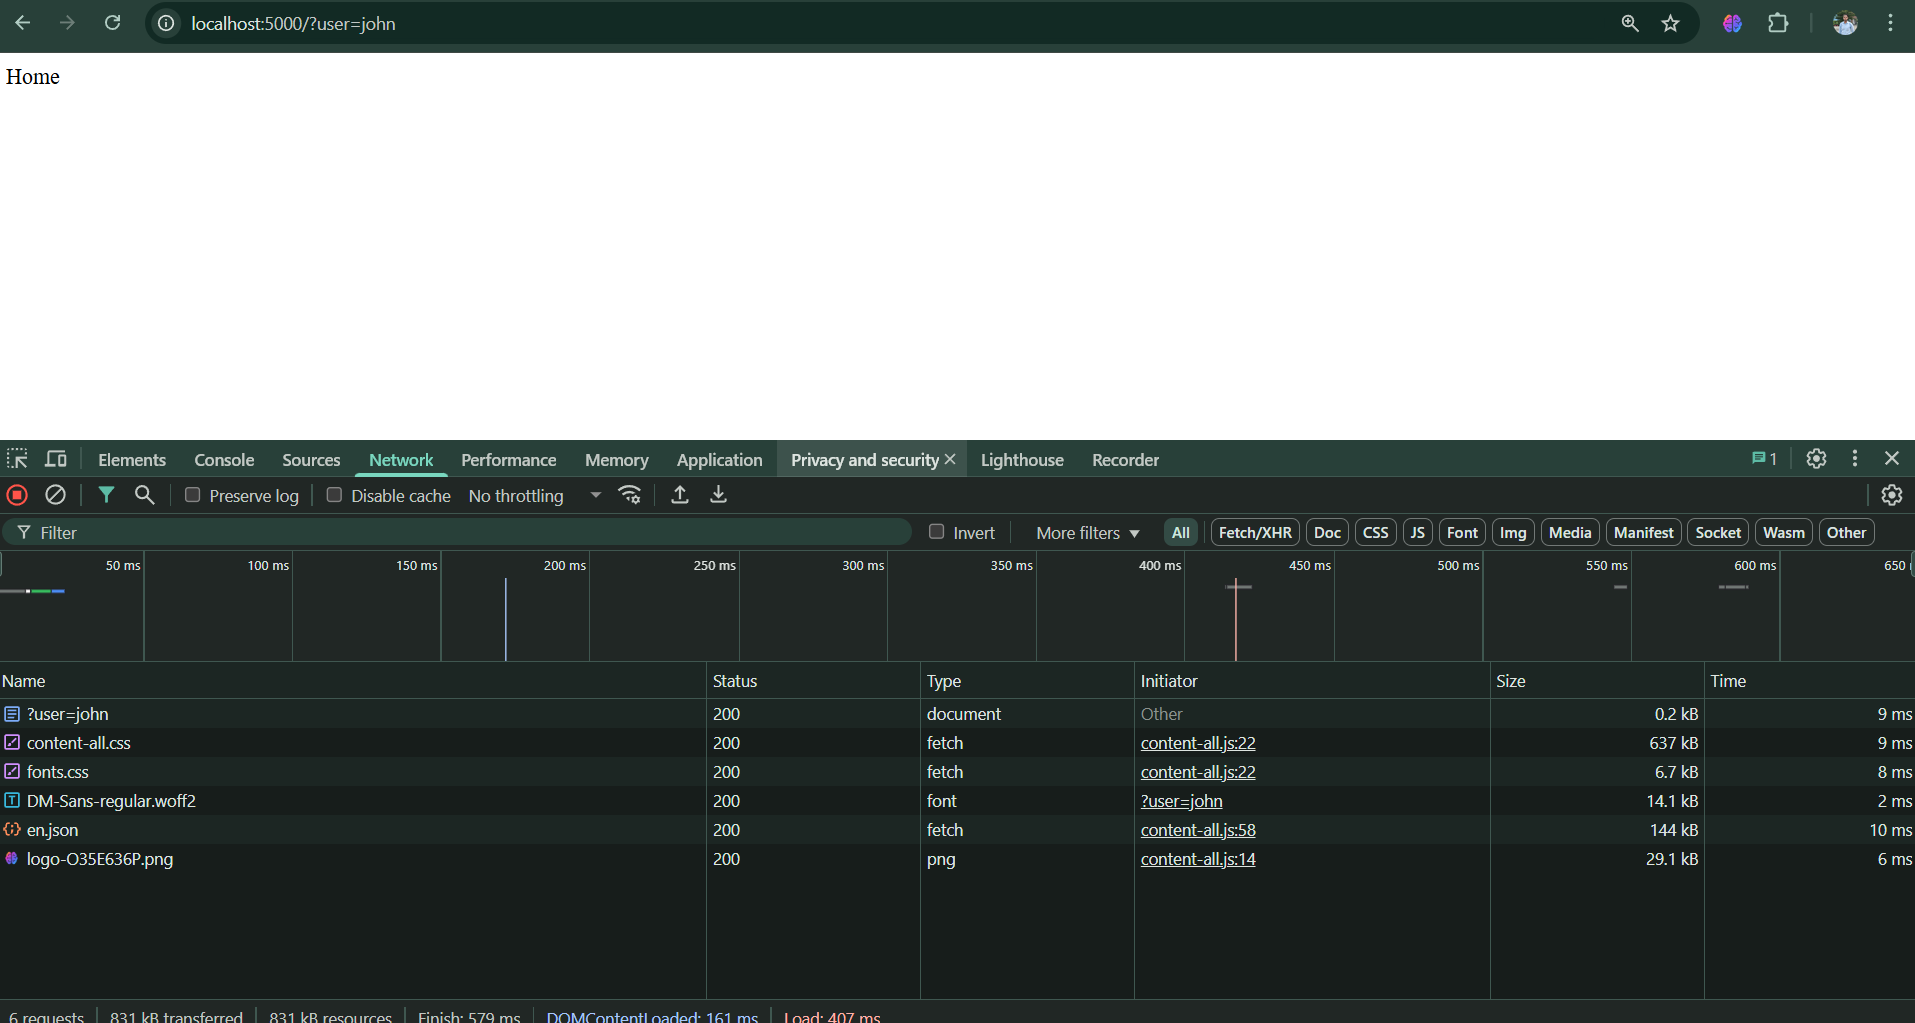 localhost:5000/?user=john
Home
Elements Console Sources Network Performance Memory Application Privacy and security Lighthouse Recorder 1
Preserve log Disable cache No throttling
Filter Invert More filters All Fetch/XHR Doc CSS JS Font Img Media Manifest Socket Wasm Other
50 ms 100 ms 150 ms 200 ms 250 ms 300 ms 350 ms 400 ms 450 ms 500 ms 550 ms 600 ms 650
Name Status Type Initiator Size Time
?user=john 200 document Other 0.2 kB 9 ms
content-all.css 200 fetch content-all.js:22 637 kB 9 ms
fonts.css 200 fetch content-all.js:22 6.7 kB 8 ms
DM-Sans-regular.woff2 200 font ?user=john 14.1 kB 2 ms
en.json 200 fetch content-all.js:58 144 kB 10 ms
logo-O35E636P.png 200 png content-all.js:14 29.1 kB 6 ms
6 requests 831 kB transferred 831 kB resources Finish: 579 ms DOMContentLoaded: 161 ms Load: 407 ms